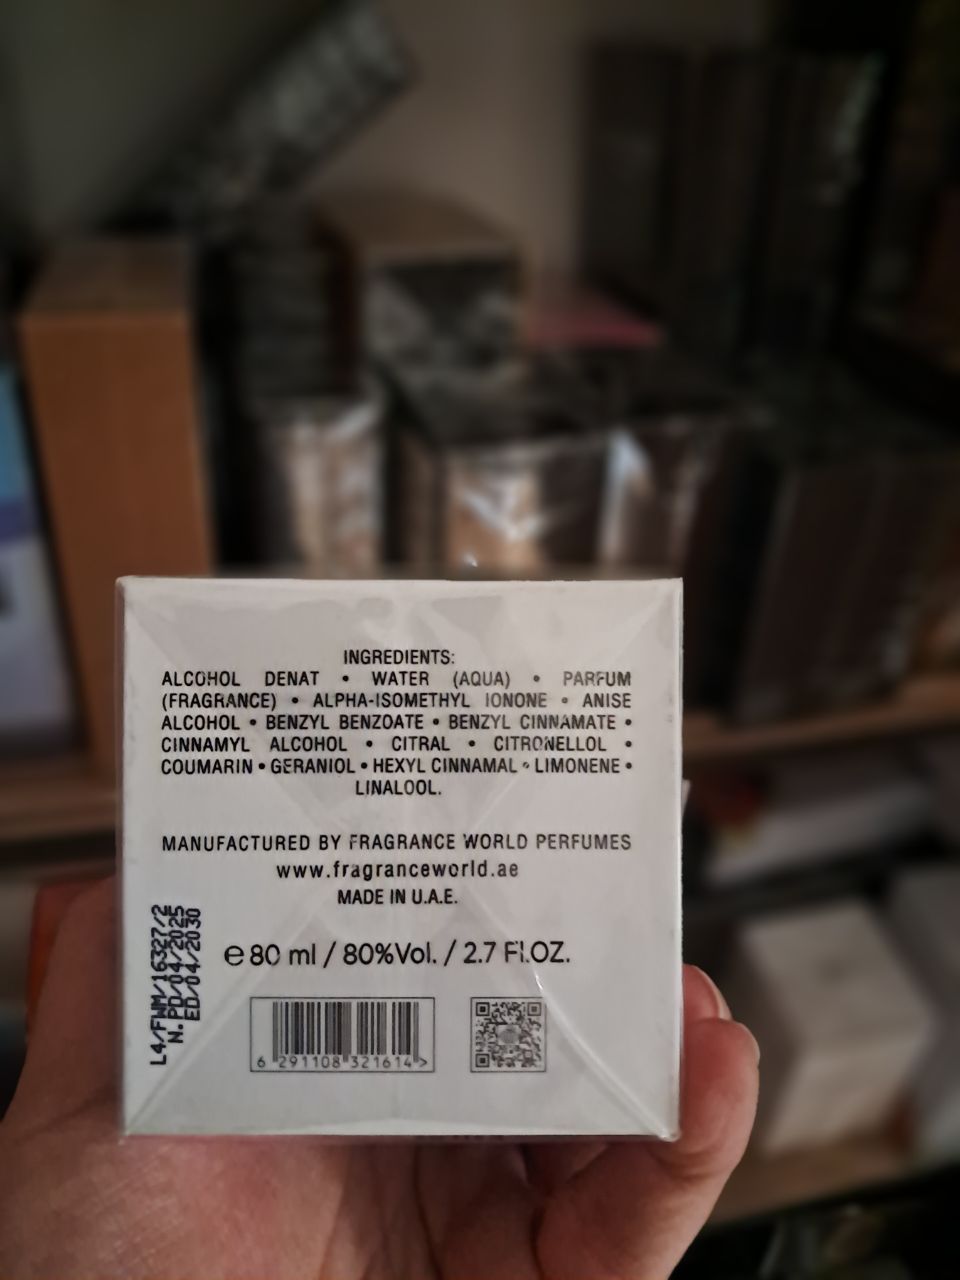 INGREDIENTS:
ALCOHOL DENAT • WATER (AQUA) • PARFUM
(FRAGRANCE) • ALPHA-ISOMETHYL IONONE • ANISE
ALCOHOL • BENZYL BENZOATE • BENZYL CINNAMATE •
CINNAMYL ALCOHOL • CITRAL • CITRONELLOL •
COUMARIN • GERANIOL • HEXYL CINNAMAL • LIMONENE •
LINALOOL.
MANUFACTURED BY FRAGRANCE WORLD PERFUMES
www.fragranceworld.ae
MADE IN U.A.E.
L4/FWM/16327/2
N. PD/04/2025
ED/04/2030
e 80 ml / 80%Vol. / 2.7 Fl.OZ.
6 291108 321614 >